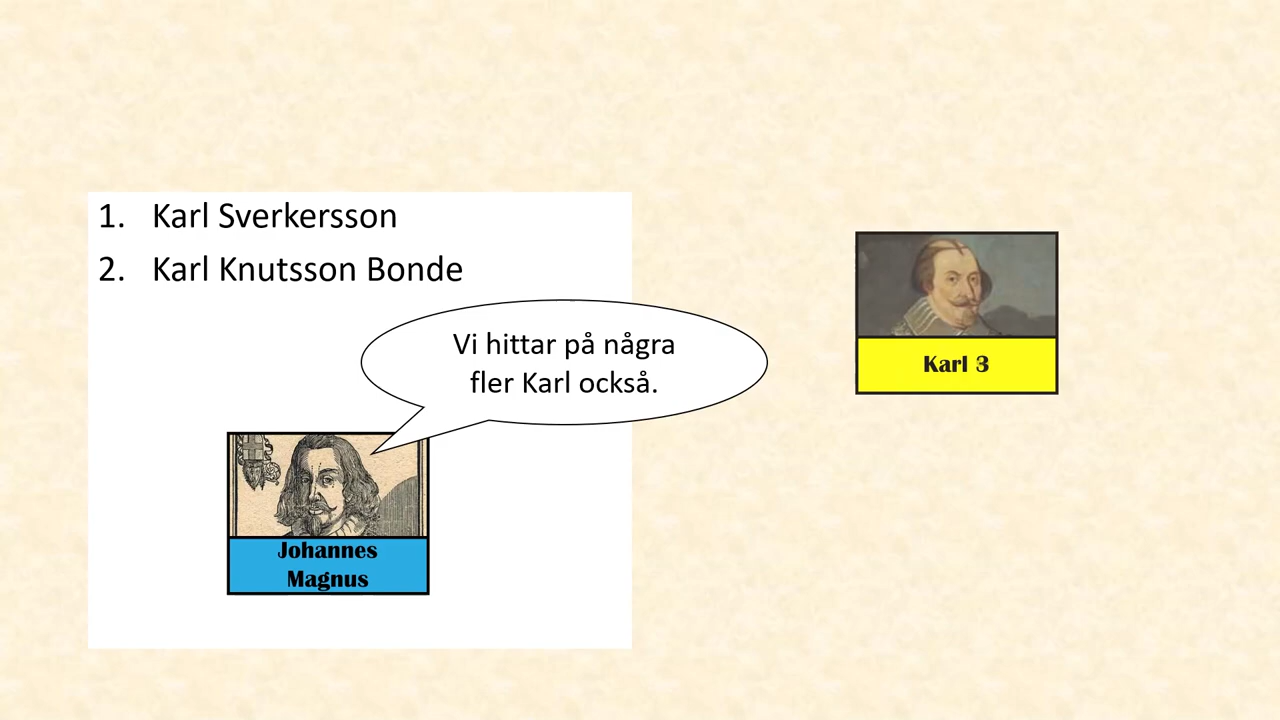 1. Karl Sverkersson
2. Karl Knutsson Bonde
Vi hittar på några
fler Karl också.
Karl 3
Johannes
Magnus